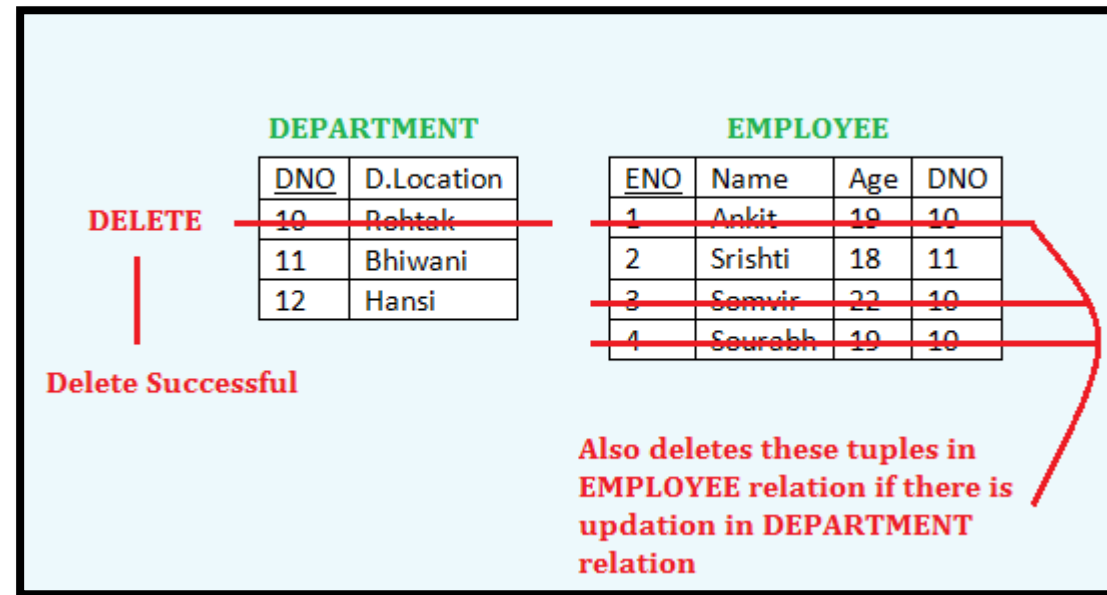 DEPARTMENT EMPLOYEE
DNO D.Location ENO Name Age DNO
DELETE 10 Rohtak 1 Ankit 19 10
11 Bhiwani 2 Srishti 18 11
12 Hansi 3 Somvir 22 10
4 Sourabh 19 10
Delete Successful
Also deletes these tuples in
EMPLOYEE relation if there is
updation in DEPARTMENT
relation